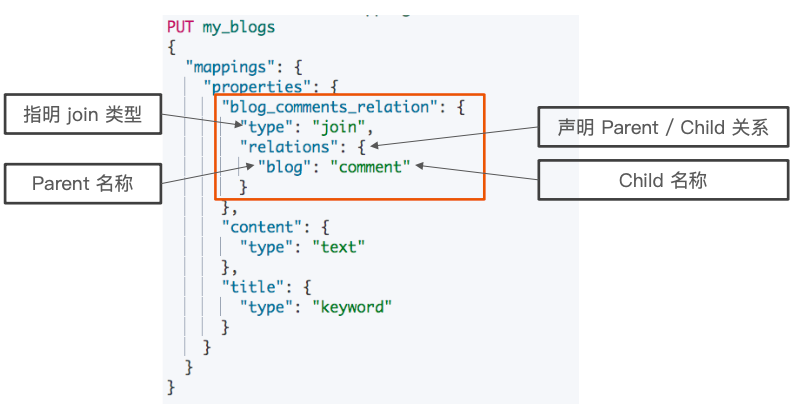 PUT my_blogs
{
"mappings": {
"properties": {
"blog_comments_relation": {
指明 join 类型
"type": "join",
声明 Parent / Child 关系
"relations": {
Parent 名称
"blog": "comment"
Child 名称
}
},
"content": {
"type": "text"
},
"title": {
"type": "keyword"
}
}
}
}